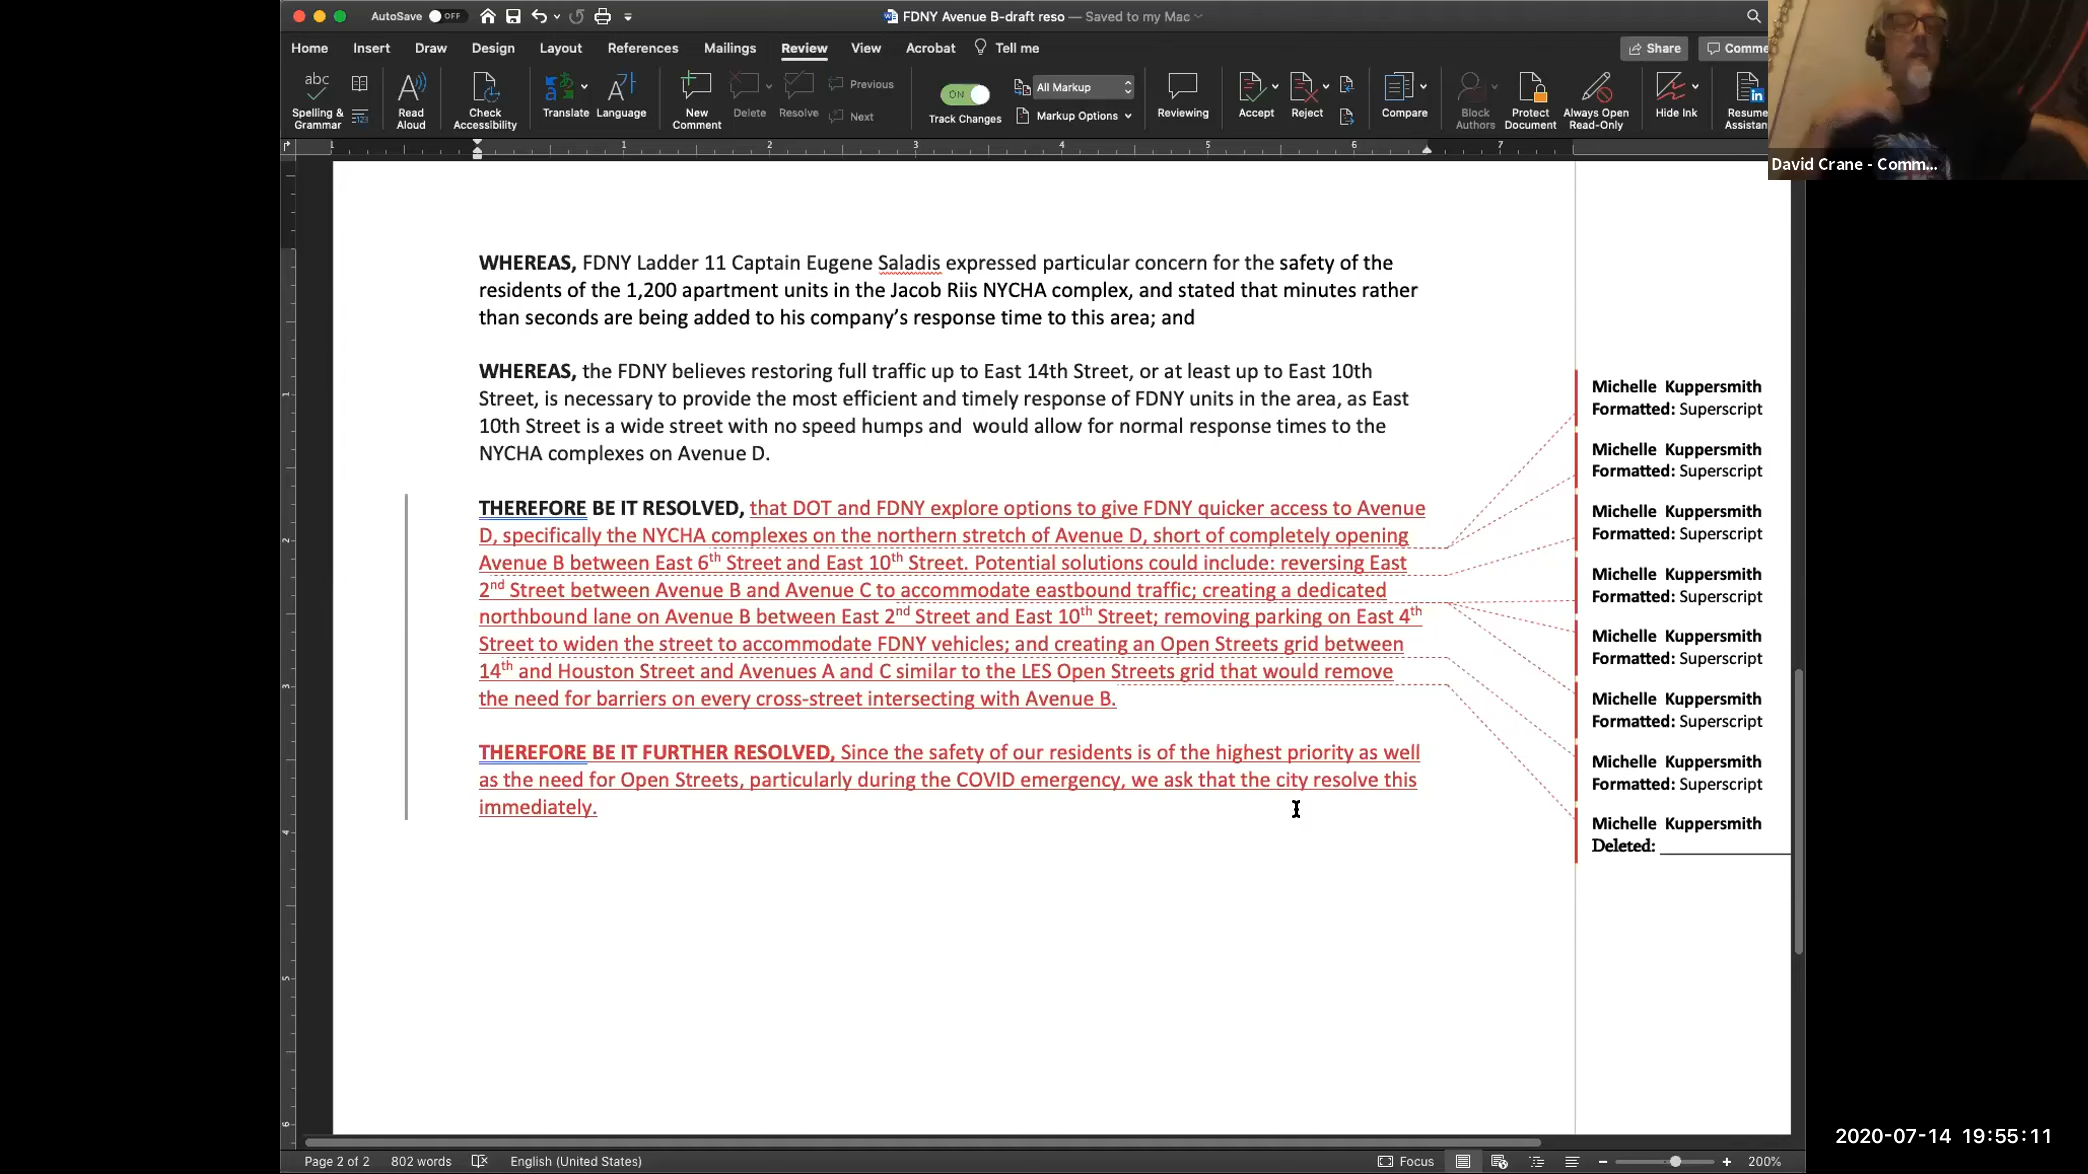 AutoSave OFF
FDNY Avenue B-draft reso — Saved to my Mac
Home Insert Draw Design Layout References Mailings Review View Acrobat Tell me
Share Comme
abc
Spelling & Grammar
Read Aloud
Check Accessibility
Translate
Language
New Comment
Delete
Resolve
Previous
Next
ON
Track Changes
All Markup
Markup Options
Reviewing
Accept
Reject
Compare
Block Authors
Protect Document
Always Open Read-Only
Hide Ink
Resume Assistan
David Crane - Comm...
1 1 2 3 4 5 6 7
WHEREAS, FDNY Ladder 11 Captain Eugene Saladis expressed particular concern for the safety of the
residents of the 1,200 apartment units in the Jacob Riis NYCHA complex, and stated that minutes rather
than seconds are being added to his company's response time to this area; and
WHEREAS, the FDNY believes restoring full traffic up to East 14th Street, or at least up to East 10th
Street, is necessary to provide the most efficient and timely response of FDNY units in the area, as East
10th Street is a wide street with no speed humps and  would allow for normal response times to the
NYCHA complexes on Avenue D.
THEREFORE BE IT RESOLVED, that DOT and FDNY explore options to give FDNY quicker access to Avenue
D, specifically the NYCHA complexes on the northern stretch of Avenue D, short of completely opening
Avenue B between East 6th Street and East 10th Street. Potential solutions could include: reversing East
2nd Street between Avenue B and Avenue C to accommodate eastbound traffic; creating a dedicated
northbound lane on Avenue B between East 2nd Street and East 10th Street; removing parking on East 4th
Street to widen the street to accommodate FDNY vehicles; and creating an Open Streets grid between
14th and Houston Street and Avenues A and C similar to the LES Open Streets grid that would remove
the need for barriers on every cross-street intersecting with Avenue B.
THEREFORE BE IT FURTHER RESOLVED, Since the safety of our residents is of the highest priority as well
as the need for Open Streets, particularly during the COVID emergency, we ask that the city resolve this
immediately.
Michelle Kuppersmith
Formatted: Superscript
Michelle Kuppersmith
Formatted: Superscript
Michelle Kuppersmith
Formatted: Superscript
Michelle Kuppersmith
Formatted: Superscript
Michelle Kuppersmith
Formatted: Superscript
Michelle Kuppersmith
Formatted: Superscript
Michelle Kuppersmith
Formatted: Superscript
Michelle Kuppersmith
Deleted:
1
2
3
4
5
6
Page 2 of 2 802 words English (United States) Focus 200%
2020-07-14 19:55:11